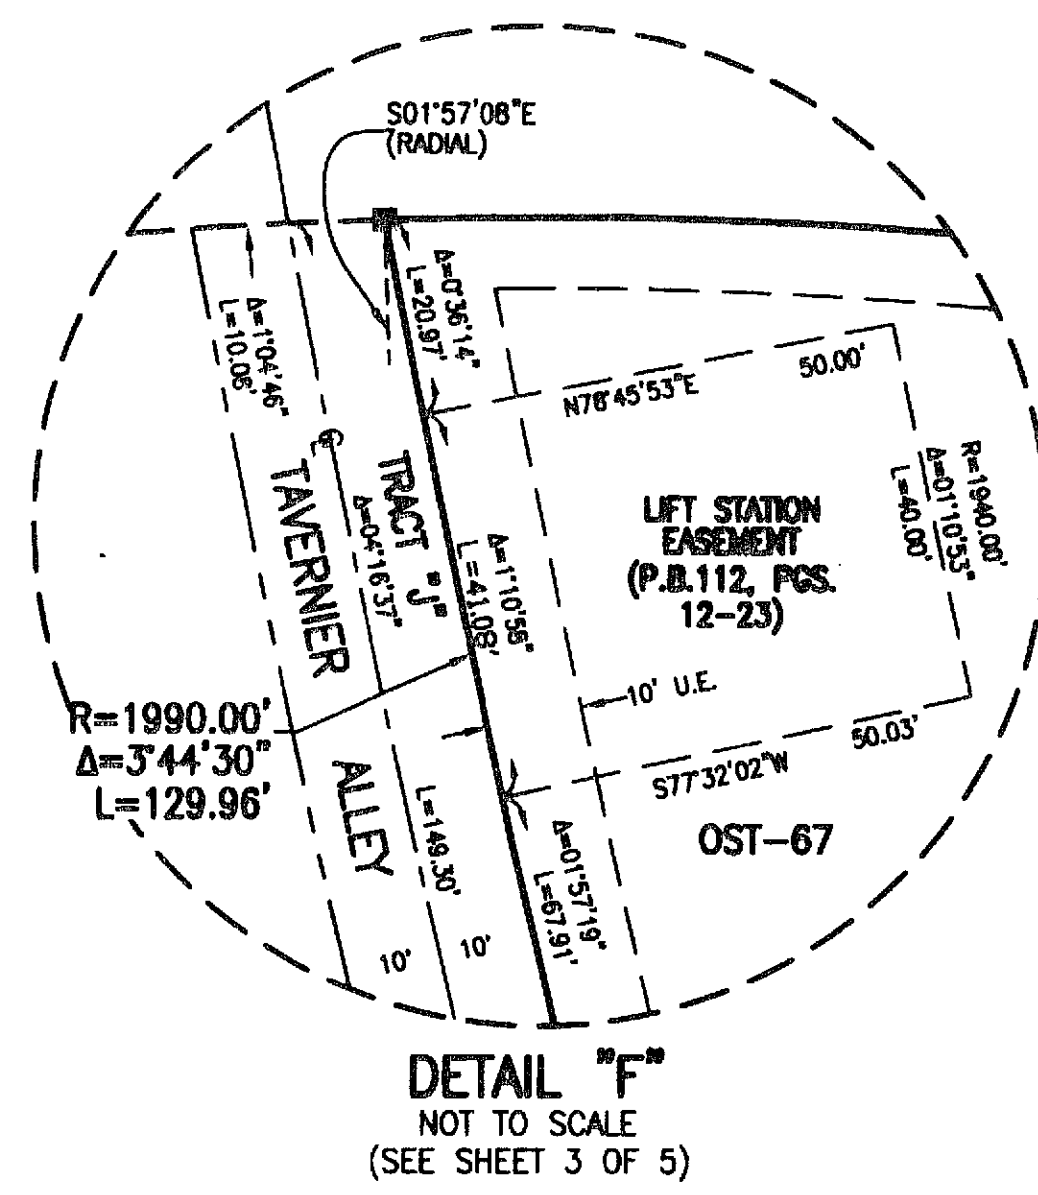 S01°57'08"E
(RADIAL)
Δ=0°36'14"
L=20.97'
Δ=1°04'46"
L=10.06'
N78°45'53"E
50.00'
R=1940.00'
Δ=01°10'53"
L=40.00'
TRACT "J"
Δ=04°16'37"
TAVERNIER
ALLEY
Δ=1°10'58"
L=41.08'
LIFT STATION
EASEMENT
(P.B.112, PGS.
12-23)
10' U.E.
R=1990.00'
Δ=3°44'30"
L=129.96'
S77°32'02"W
50.03'
L=149.30'
OST-67
Δ=01°57'19"
L=67.91'
10'
10'
DETAIL "F"
NOT TO SCALE
(SEE SHEET 3 OF 5)